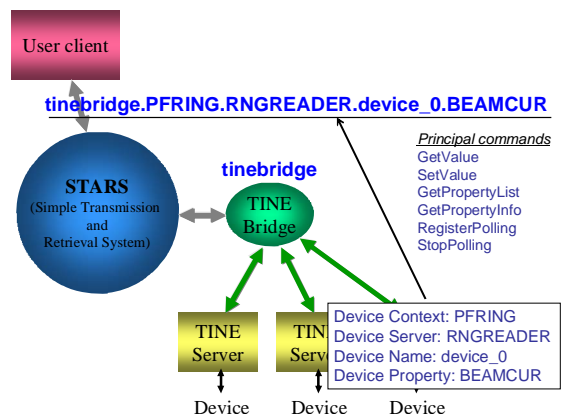 User client
tinebridge.PFRING.RNGREADER.device_0.BEAMCUR
Principal commands
GetValue
SetValue
GetPropertyList
GetPropertyInfo
RegisterPolling
StopPolling
tinebridge
STARS
(Simple Transmission
and
Retrieval System)
TINE
Bridge
TINE
Server
TIN
Serve
Device Context: PFRING
Device Server: RNGREADER
Device Name: device_0
Device Property: BEAMCUR
Device
Device
Device